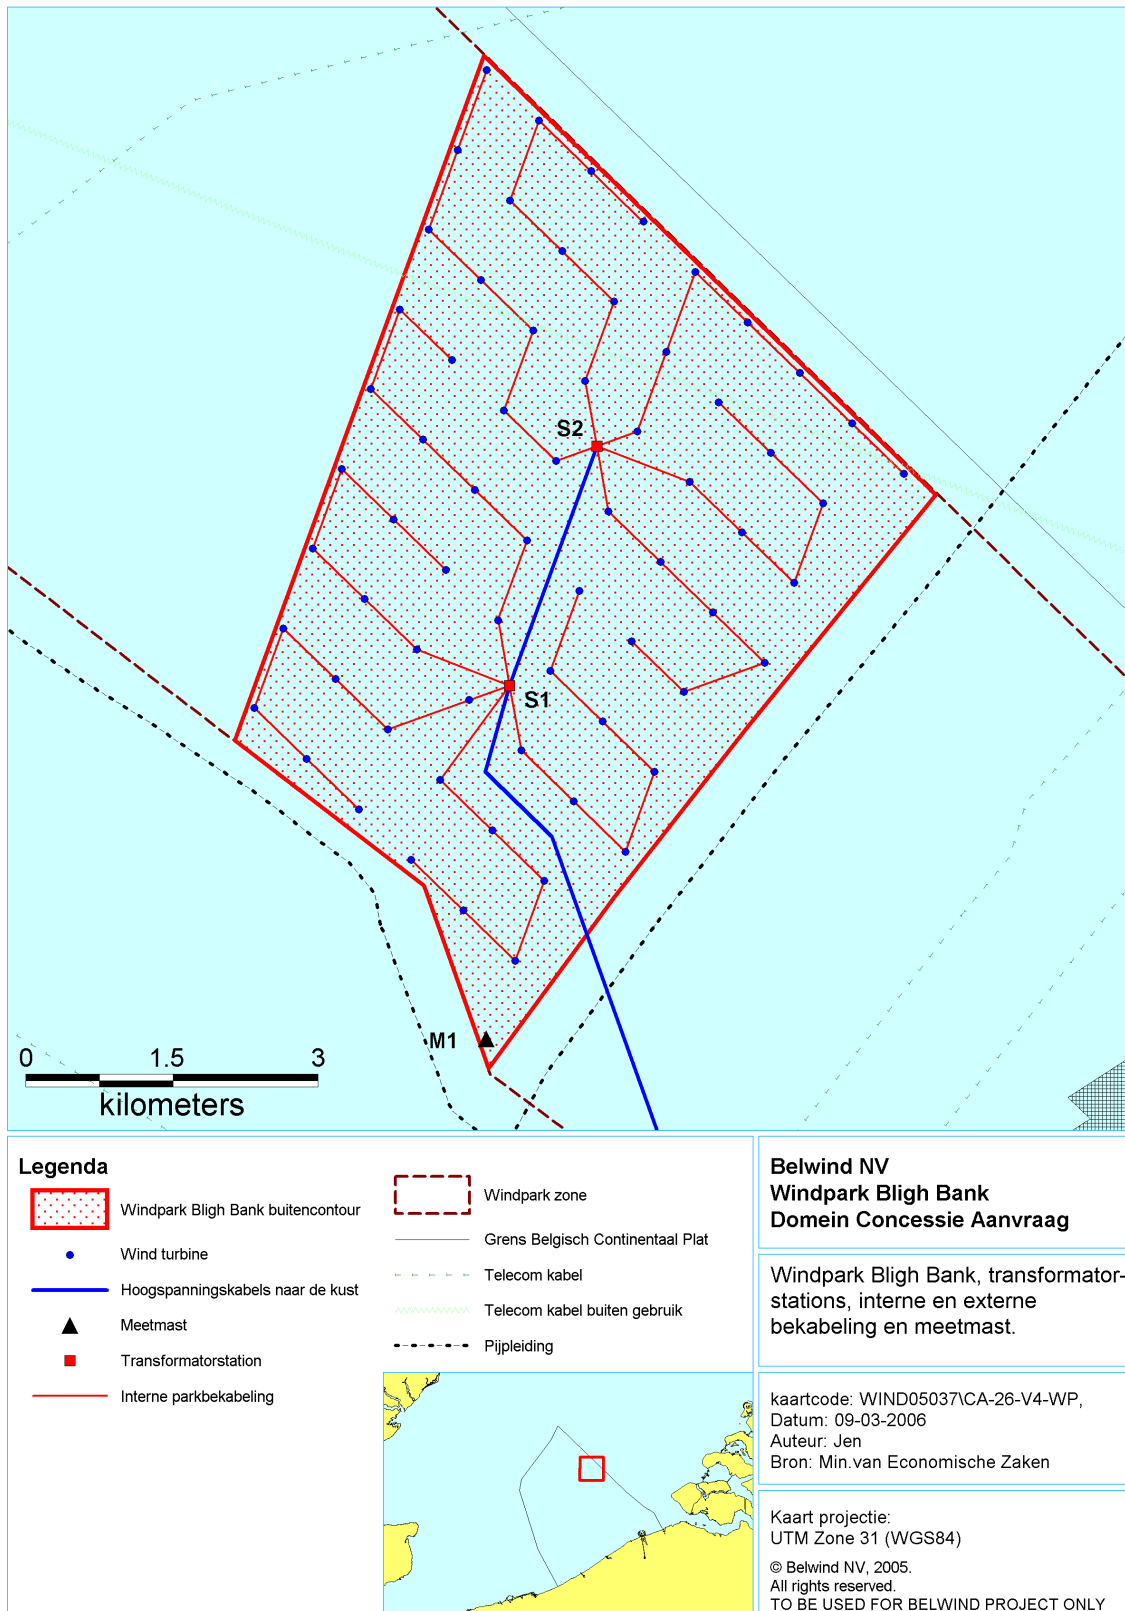 S2
S1
M1
0 1.5 3
kilometers
Legenda
Windpark Bligh Bank buitencontour
Wind turbine
Hoogspanningskabels naar de kust
Meetmast
Transformatorstation
Interne parkbekabeling
Windpark zone
Grens Belgisch Continentaal Plat
Telecom kabel
Telecom kabel buiten gebruik
Pijpleiding
Belwind NV
Windpark Bligh Bank
Domein Concessie Aanvraag
Windpark Bligh Bank, transformator-
stations, interne en externe
bekabeling en meetmast.
kaartcode: WIND05037\CA-26-V4-WP,
Datum: 09-03-2006
Auteur: Jen
Bron: Min.van Economische Zaken
Kaart projectie:
UTM Zone 31 (WGS84)
© Belwind NV, 2005.
All rights reserved.
TO BE USED FOR BELWIND PROJECT ONLY